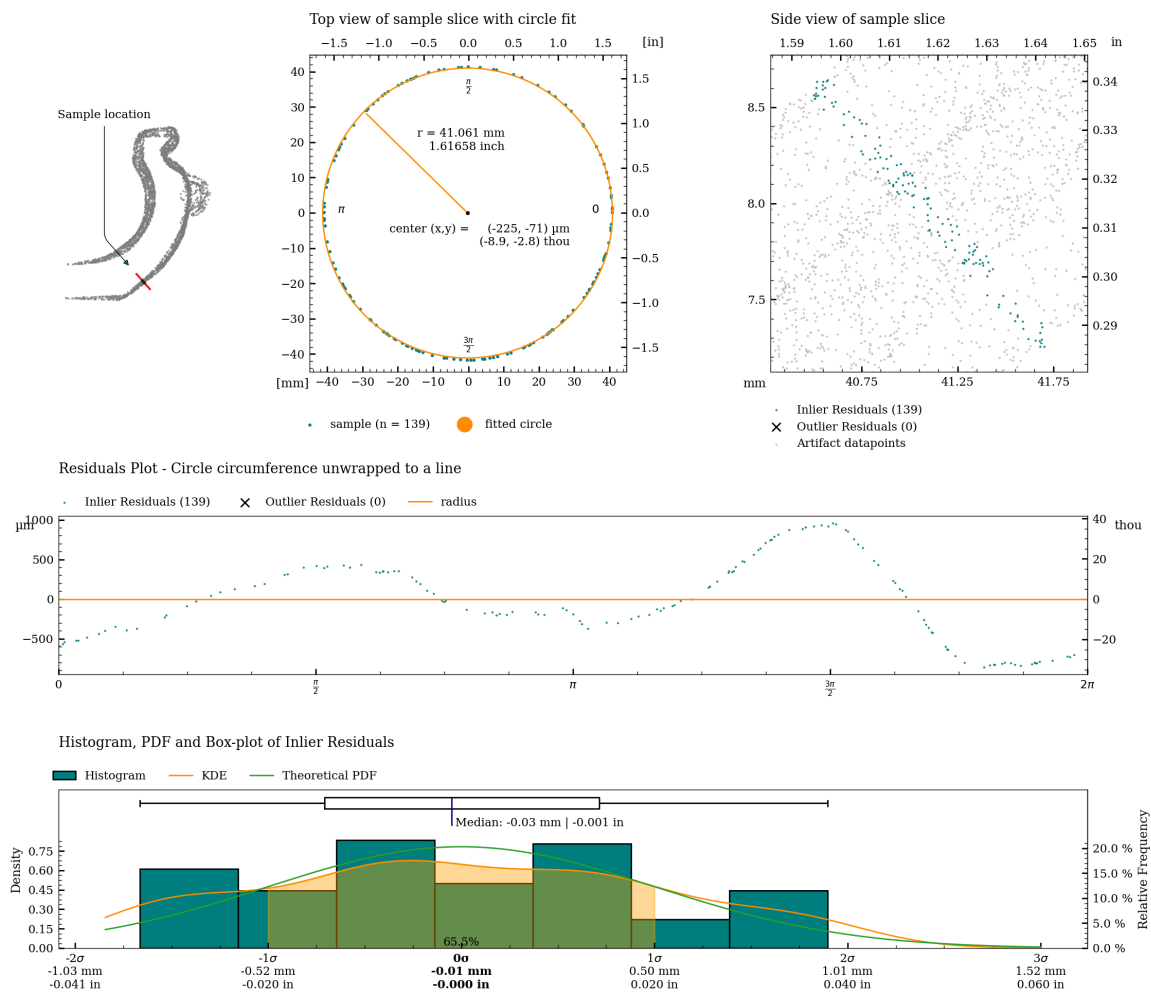 Top view of sample slice with circle fit
Side view of sample slice
−1.5 −1.0 −0.5 0.0 0.5 1.0 1.5 [in]
1.59 1.60 1.61 1.62 1.63 1.64 1.65 in
Sample location
40
30
20
10
0
−10
−20
−30
−40
π/2
r = 41.061 mm
1.61658 inch
π
0
center (x,y) = (-225, -71) µm
(-8.9, -2.8) thou
3π/2
1.5
1.0
0.5
0.0
−0.5
−1.0
−1.5
[mm] −40 −30 −20 −10 0 10 20 30 40
8.5
8.0
7.5
0.34
0.33
0.32
0.31
0.30
0.29
mm 40.75 41.25 41.75
sample (n = 139) fitted circle
Inlier Residuals (139)
Outlier Residuals (0)
Artifact datapoints
Residuals Plot - Circle circumference unwrapped to a line
Inlier Residuals (139) Outlier Residuals (0) radius
µm
1000
500
0
−500
40
20
0
−20
thou
0 π/2 π 3π/2 2π
Histogram, PDF and Box-plot of Inlier Residuals
Histogram KDE Theoretical PDF
Median: -0.03 mm | -0.001 in
Density
0.75
0.60
0.45
0.30
0.15
0.00
65.5%
20.0 %
15.0 %
10.0 %
5.0 %
0.0 %
Relative Frequency
-2σ -1σ 0σ 1σ 2σ 3σ
-1.03 mm -0.52 mm -0.01 mm 0.50 mm 1.01 mm 1.52 mm
-0.041 in -0.020 in -0.000 in 0.020 in 0.040 in 0.060 in